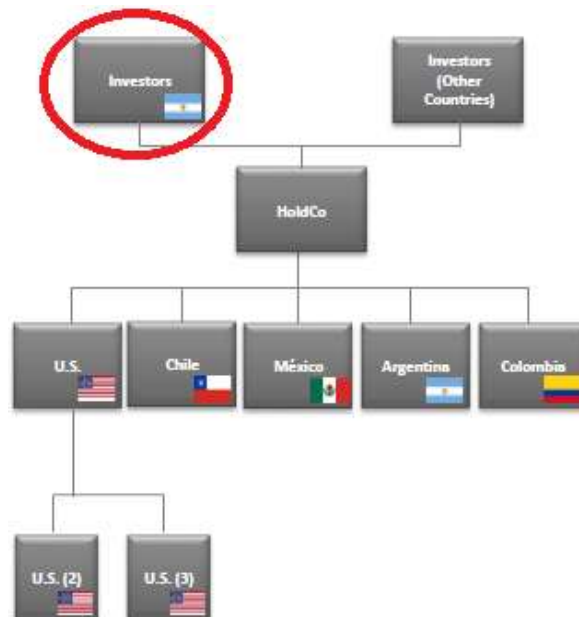 Investors
Investors
(Other
Countries)
HoldCo
U.S.
Chile
México
Argentina
Colombia
U.S. (2)
U.S. (3)